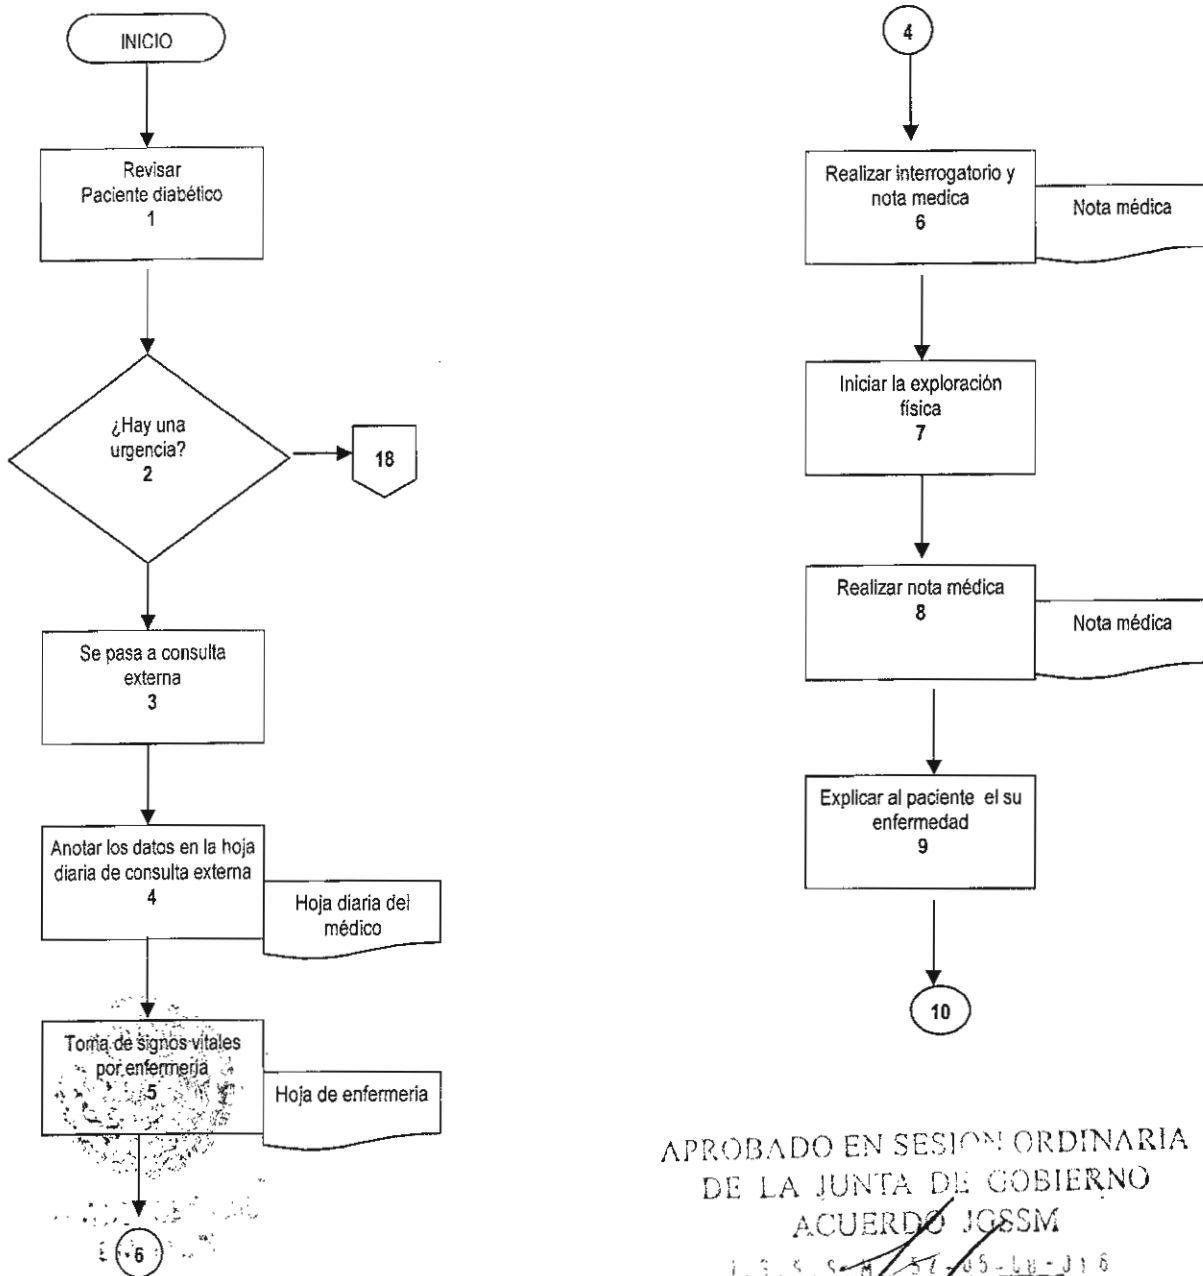 INICIO
Revisar
Paciente diabético
1
¿Hay una
urgencia?
2
18
Se pasa a consulta
externa
3
Anotar los datos en la hoja
diaria de consulta externa
4
Hoja diaria del
médico
Toma de signos vitales
por enfermeria
5
Hoja de enfermeria
6
4
Realizar interrogatorio y
nota medica
6
Nota médica
Iniciar la exploración
física
7
Realizar nota médica
8
Nota médica
Explicar al paciente el su
enfermedad
9
10
APROBADO EN SESION ORDINARIA
DE LA JUNTA DE GOBIERNO
ACUERDO JGSSM